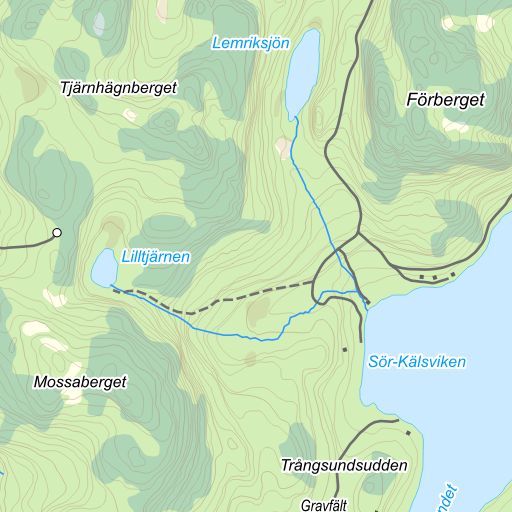 Lemriksjön
Tjärnhägnberget
Förberget
Lilltjärnen
Sör-Kälsviken
Mossaberget
Trångsundsudden
Gravfält